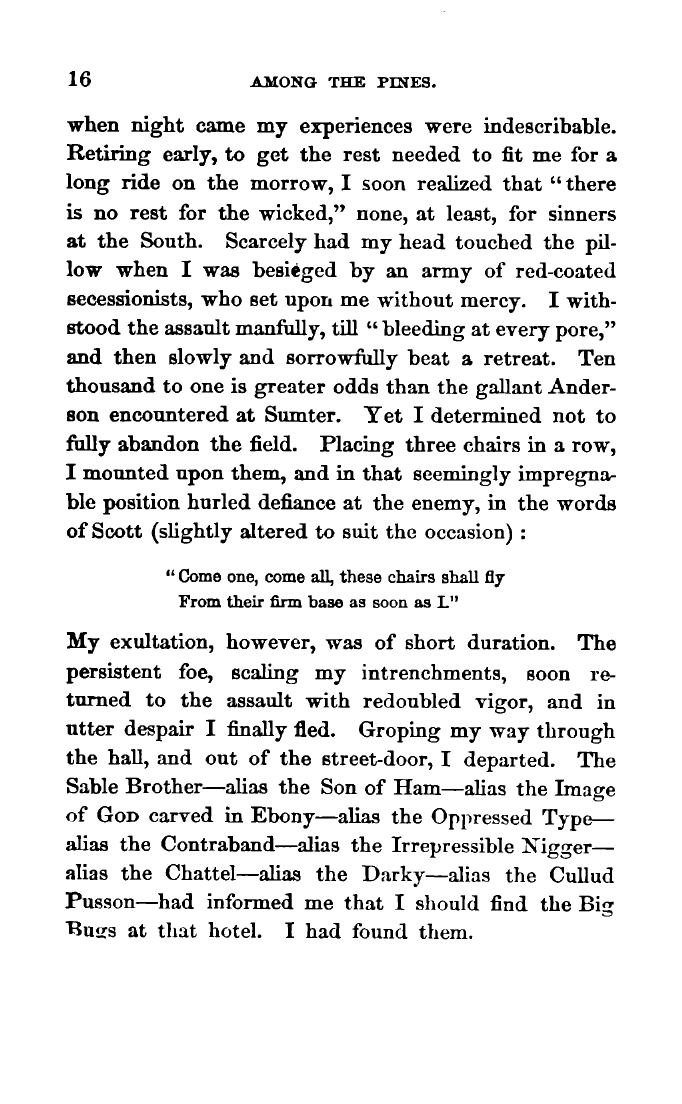 16 AMONG THE PINES.
when night came my experiences were indescribable.
Retiring early, to get the rest needed to fit me for a
long ride on the morrow, I soon realized that “there
is no rest for the wicked,” none, at least, for sinners
at the South. Scarcely had my head touched the pil-
low when I was besieged by an army of red-coated
secessionists, who set upon me without mercy. I with-
stood the assault manfully, till “bleeding at every pore,”
and then slowly and sorrowfully beat a retreat. Ten
thousand to one is greater odds than the gallant Ander-
son encountered at Sumter. Yet I determined not to
fully abandon the field. Placing three chairs in a row,
I mounted upon them, and in that seemingly impregna-
ble position hurled defiance at the enemy, in the words
of Scott (slightly altered to suit the occasion) :
“Come one, come all, these chairs shall fly
From their firm base as soon as I.”
My exultation, however, was of short duration. The
persistent foe, scaling my intrenchments, soon re-
turned to the assault with redoubled vigor, and in
utter despair I finally fled. Groping my way through
the hall, and out of the street-door, I departed. The
Sable Brother—alias the Son of Ham—alias the Image
of GOD carved in Ebony—alias the Oppressed Type—
alias the Contraband—alias the Irrepressible Nigger—
alias the Chattel—alias the Darky—alias the Cullud
Pusson—had informed me that I should find the Big
Bugs at that hotel. I had found them.